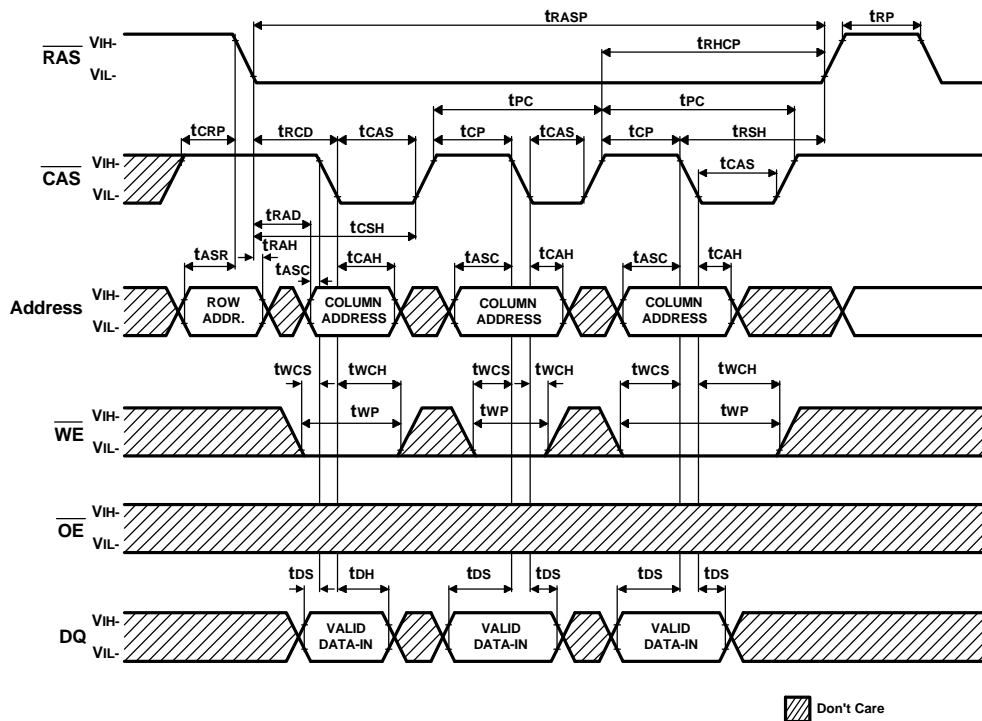 tRASP tRP
tRHCP
RAS VIH-
VIL-
tPC tPC
tCRP tRCD tCAS tCP tCAS tCP tRSH
CAS VIH-
VIL-
tCAS
tRAD
tCSH
tASR tRAH
tASC tCAH tASC tCAH tASC tCAH
Address VIH-
VIL-
ROW
ADDR.
COLUMN
ADDRESS
COLUMN
ADDRESS
COLUMN
ADDRESS
tWCS tWCH tWCS tWCH tWCS tWCH
tWP tWP tWP
WE VIH-
VIL-
OE VIH-
VIL-
tDS tDH tDS tDS tDS tDS
DQ VIH-
VIL-
VALID
DATA-IN
VALID
DATA-IN
VALID
DATA-IN
Don't Care